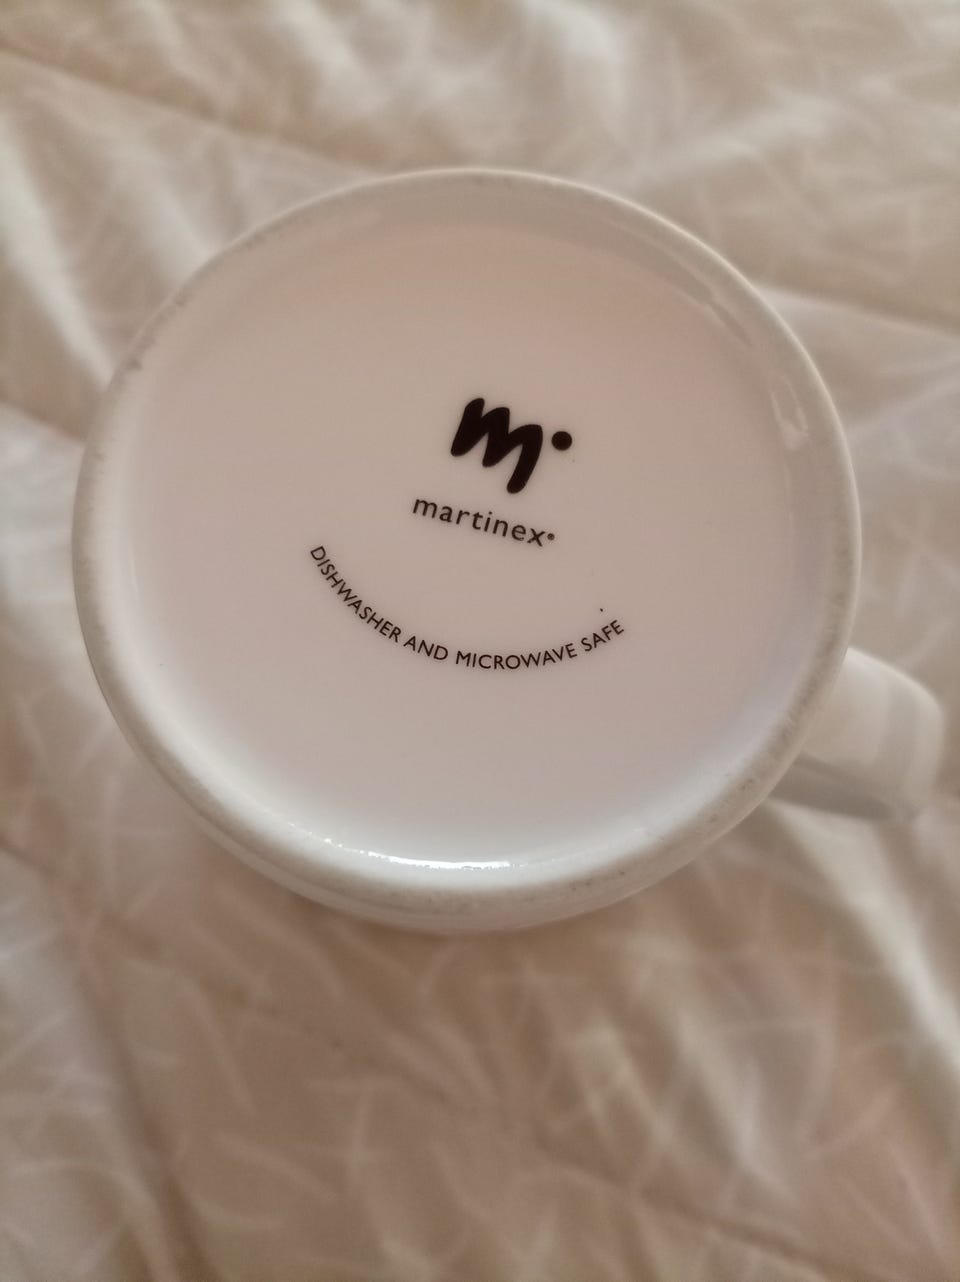 m
martinex®
DISHWASHER AND MICROWAVE SAFE